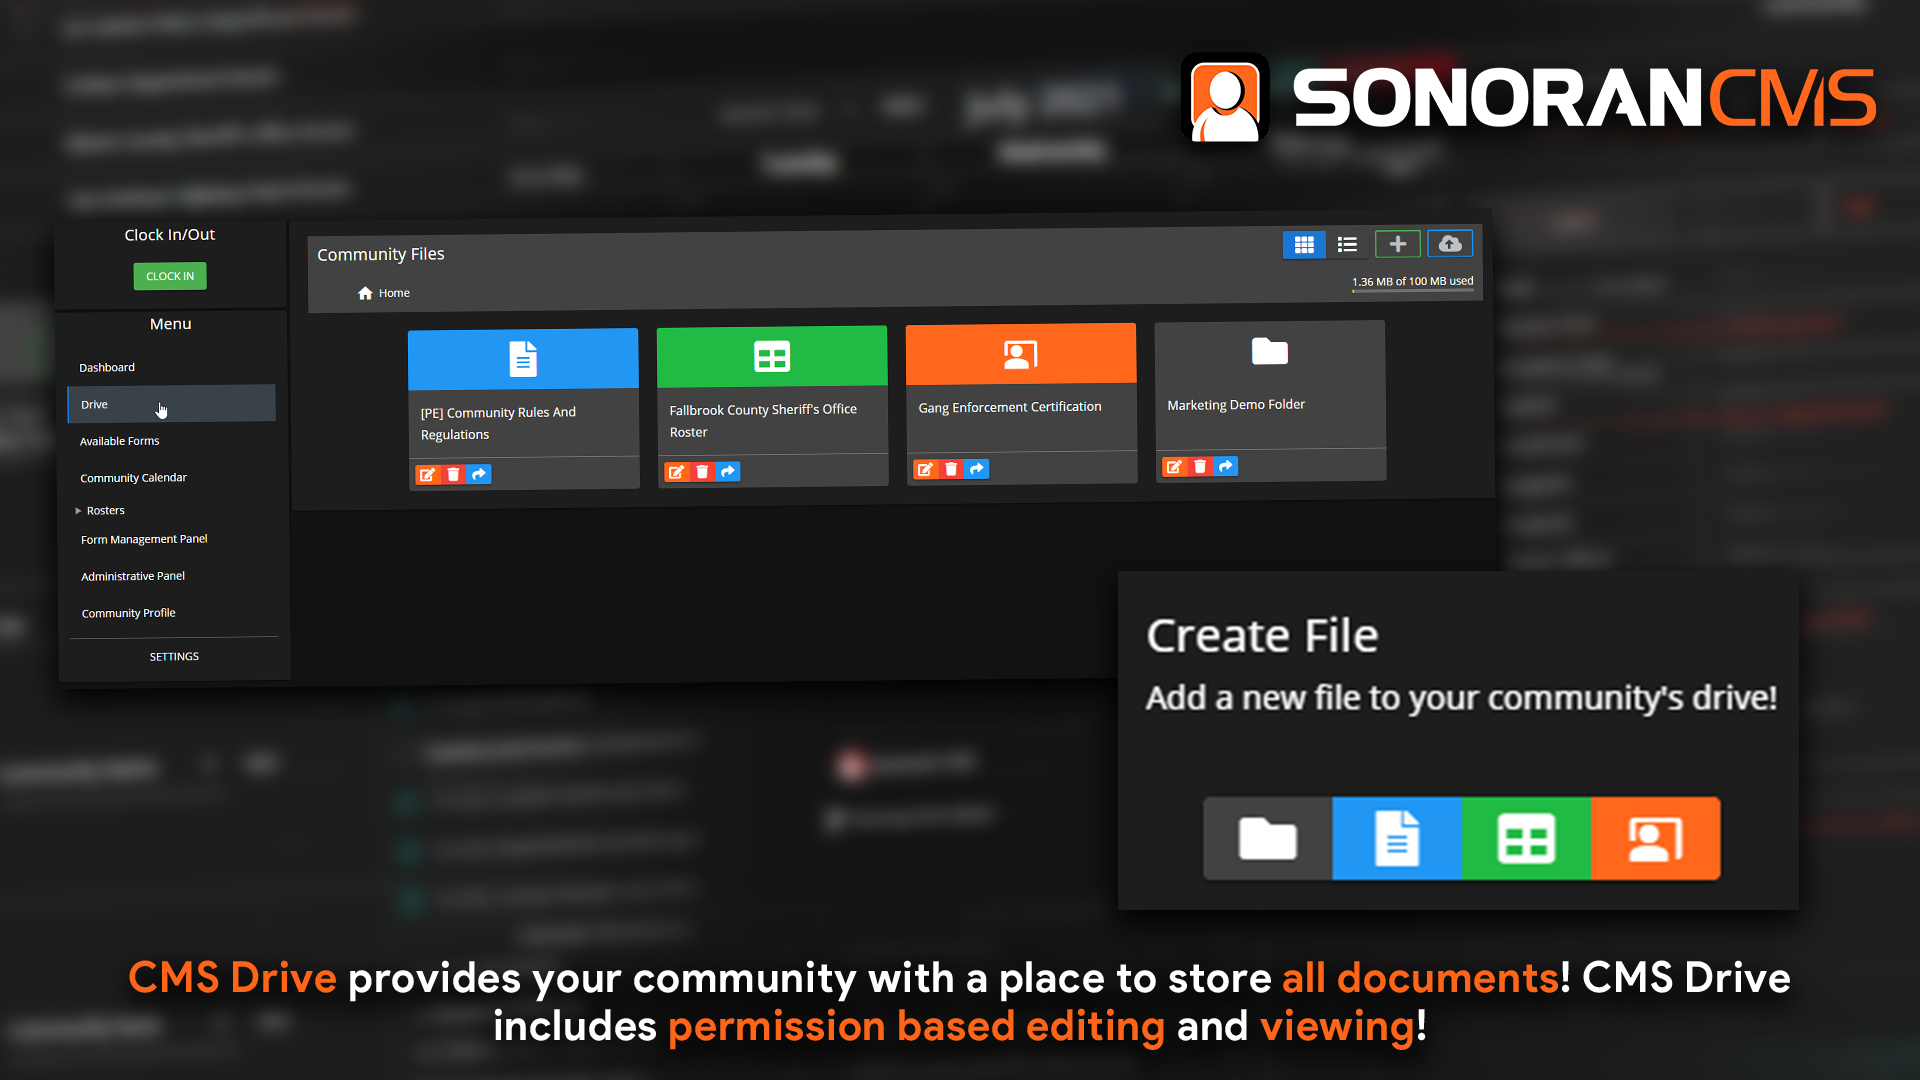 SONORANCMS
Clock In/Out
CLOCK IN
Menu
Dashboard
Drive
Available Forms
Community Calendar
Rosters
Form Management Panel
Administrative Panel
Community Profile
SETTINGS
Community Files
Home
1.36 MB of 100 MB used
[PE] Community Rules And
Regulations
Fallbrook County Sheriff's Office
Roster
Gang Enforcement Certification
Marketing Demo Folder
Create File
Add a new file to your community's drive!
CMS Drive provides your community with a place to store all documents! CMS Drive
includes permission based editing and viewing!